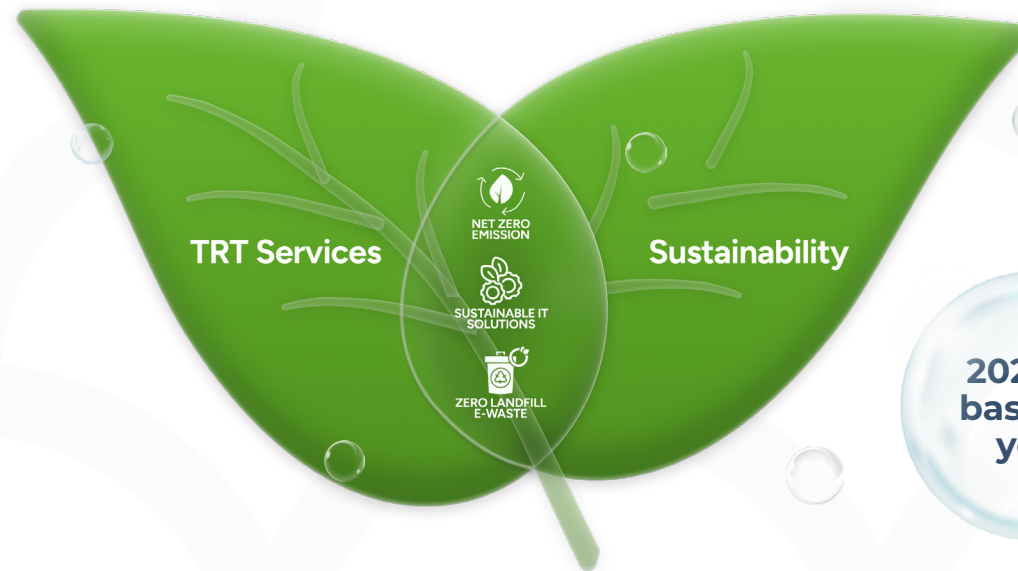 TRT Services
NET ZERO
EMISSION
SUSTAINABLE IT
SOLUTIONS
ZERO LANDFILL
E-WASTE
Sustainability